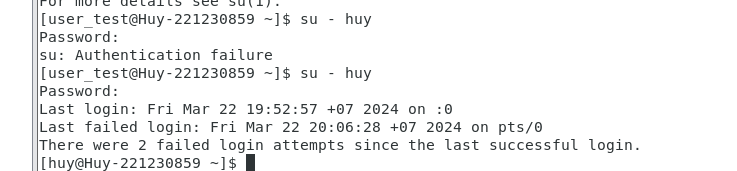 For more details see su(1).
[user_test@Huy-221230859 ~]$ su - huy
Password:
su: Authentication failure
[user_test@Huy-221230859 ~]$ su - huy
Password:
Last login: Fri Mar 22 19:52:57 +07 2024 on :0
Last failed login: Fri Mar 22 20:06:28 +07 2024 on pts/0
There were 2 failed login attempts since the last successful login.
[huy@Huy-221230859 ~]$